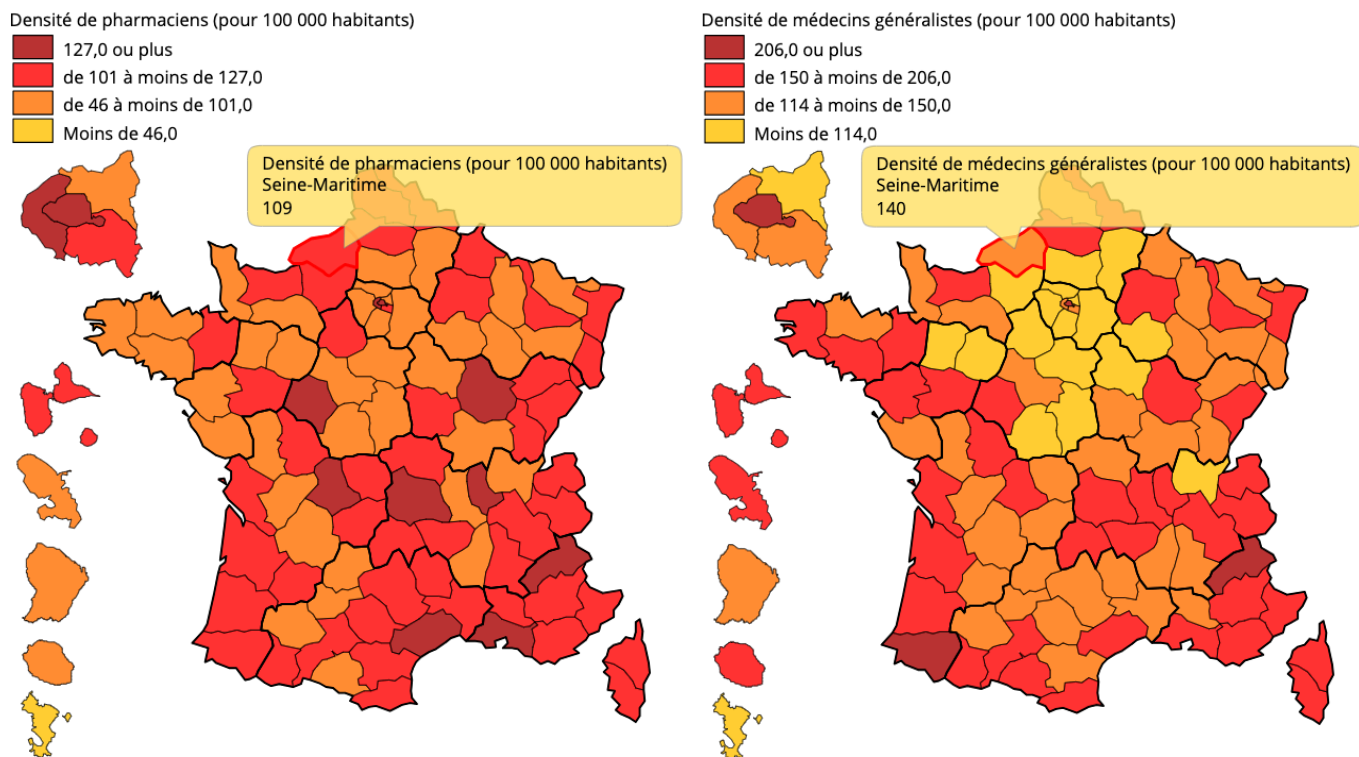 Densité de pharmaciens (pour 100 000 habitants)
127,0 ou plus
de 101 à moins de 127,0
de 46 à moins de 101,0
Moins de 46,0
Densité de pharmaciens (pour 100 000 habitants)
Seine-Maritime
109
Densité de médecins généralistes (pour 100 000 habitants)
206,0 ou plus
de 150 à moins de 206,0
de 114 à moins de 150,0
Moins de 114,0
Densité de médecins généralistes (pour 100 000 habitants)
Seine-Maritime
140